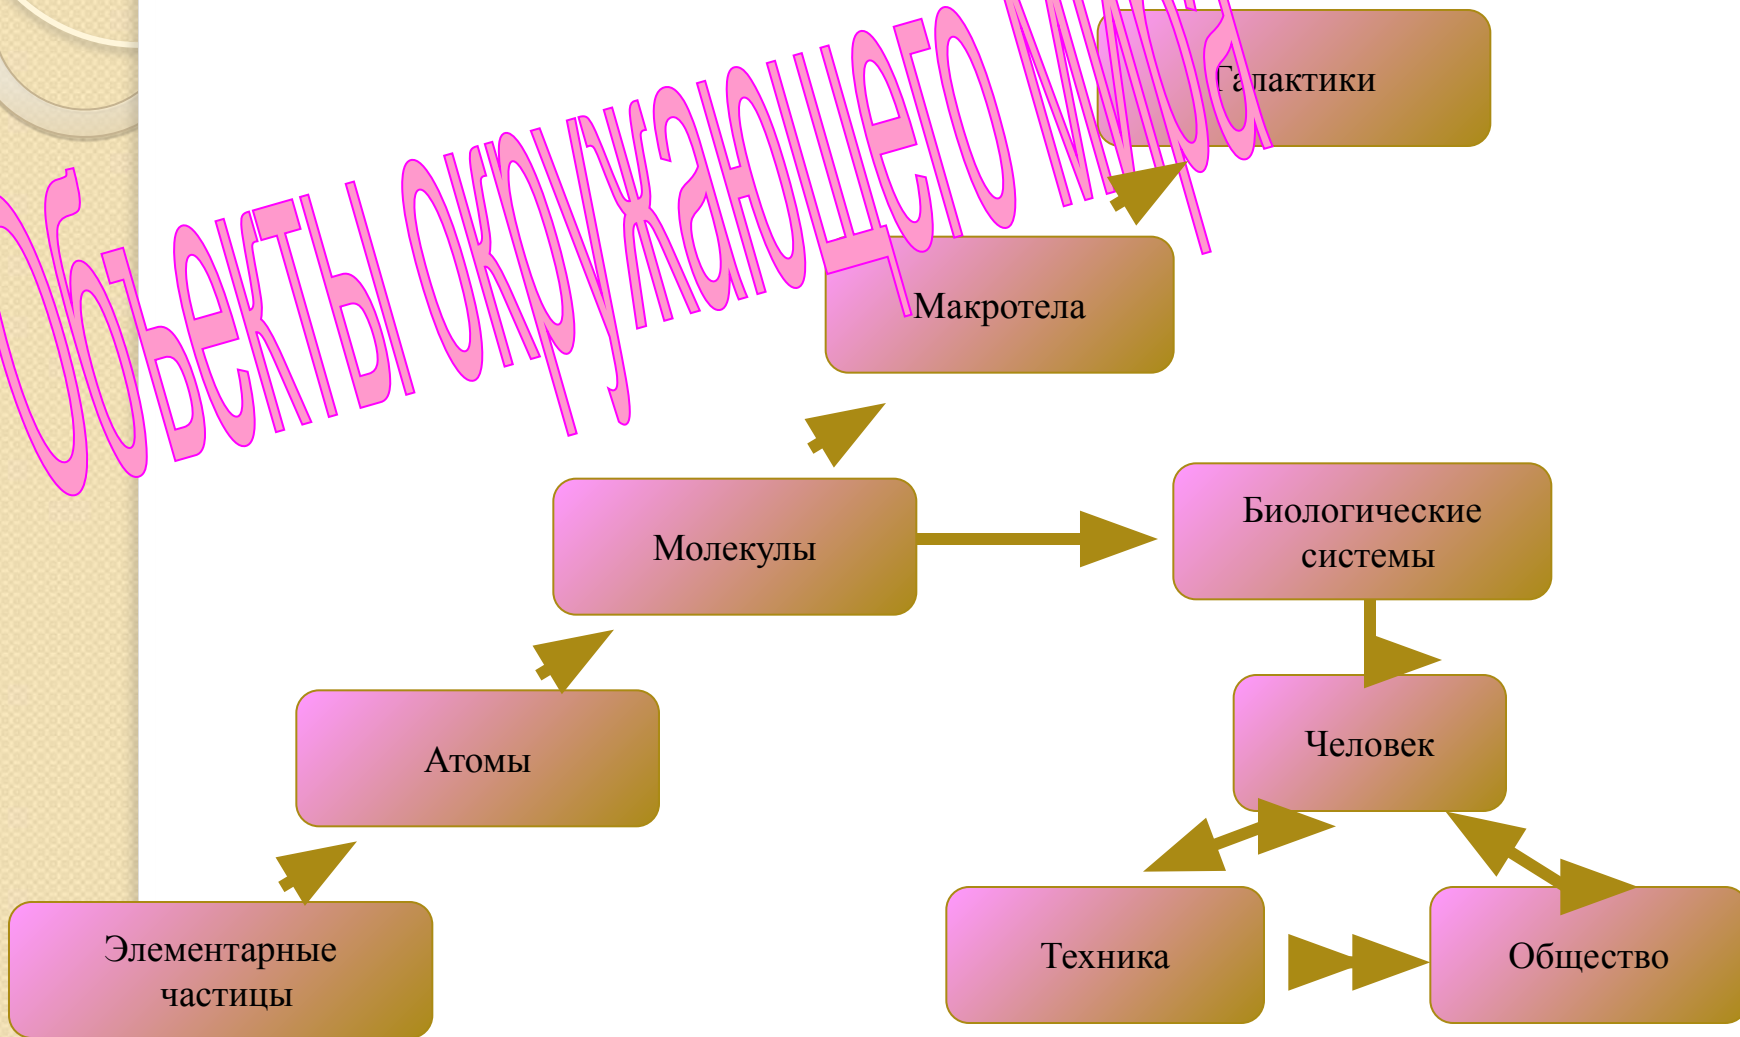 Объекты окружающего мира
Галактики
Макротела
Молекулы
Биологические
системы
Атомы
Человек
Элементарные
частицы
Техника
Общество